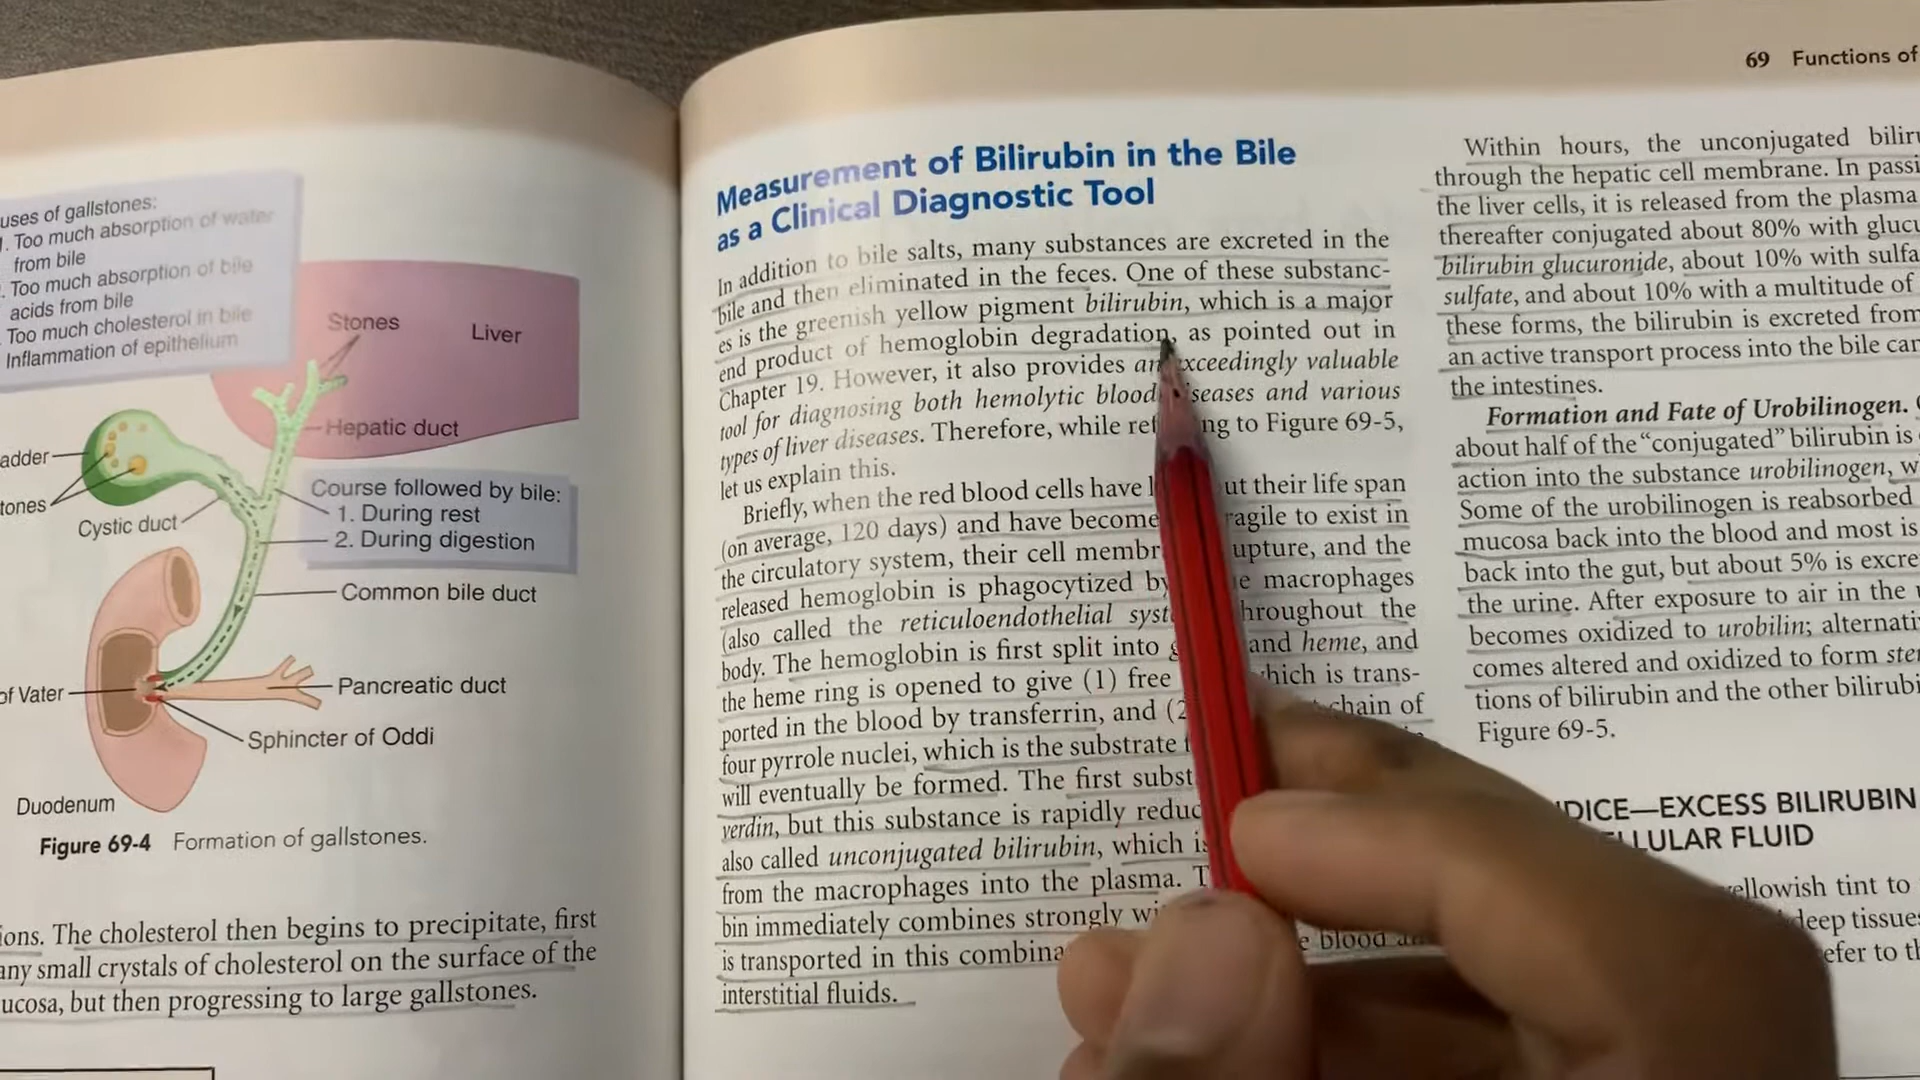 uses of gallstones:
1. Too much absorption of water
from bile
. Too much absorption of bile
acids from bile
Too much cholesterol in bile
Inflammation of epithelium
Stones
Liver
Hepatic duct
adder
tones
Cystic duct
Course followed by bile:
1. During rest
2. During digestion
Common bile duct
of Vater
Pancreatic duct
Sphincter of Oddi
Duodenum
Figure 69-4 Formation of gallstones.
ions. The cholesterol then begins to precipitate, first
any small crystals of cholesterol on the surface of the
ucosa, but then progressing to large gallstones.
69 Functions of
Measurement of Bilirubin in the Bile
as a Clinical Diagnostic Tool
In addition to bile salts, many substances are excreted in the
bile and then eliminated in the feces. One of these substanc-
es is the greenish yellow pigment bilirubin, which is a major
end product of hemoglobin degradation, as pointed out in
Chapter 19. However, it also provides an exceedingly valuable
tool for diagnosing both hemolytic blood diseases and various
types of liver diseases. Therefore, while ref ng to Figure 69-5,
let us explain this.
Briefly, when the red blood cells have l ut their life span
(on average, 120 days) and have become ragile to exist in
the circulatory system, their cell membr upture, and the
released hemoglobin is phagocytized by e macrophages
(also called the reticuloendothelial syst hroughout the
body. The hemoglobin is first split into g and heme, and
the heme ring is opened to give (1) free hich is trans-
ported in the blood by transferrin, and (2 chain of
four pyrrole nuclei, which is the substrate
will eventually be formed. The first subst
verdin, but this substance is rapidly reduc
also called unconjugated bilirubin, which is
from the macrophages into the plasma. T
bin immediately combines strongly wi
is transported in this combina e blood an
interstitial fluids.
Within hours, the unconjugated biliru
through the hepatic cell membrane. In passi
the liver cells, it is released from the plasma
thereafter conjugated about 80% with glucu
bilirubin glucuronide, about 10% with sulfa
sulfate, and about 10% with a multitude of
these forms, the bilirubin is excreted from
an active transport process into the bile can
the intestines.
Formation and Fate of Urobilinogen.
about half of the "conjugated" bilirubin is
action into the substance urobilinogen, w
Some of the urobilinogen is reabsorbed
mucosa back into the blood and most is
back into the gut, but about 5% is excre
the urine. After exposure to air in the
becomes oxidized to urobilin; alternati
comes altered and oxidized to form ster
tions of bilirubin and the other bilirubi
Figure 69-5.
DICE—EXCESS BILIRUBIN
LLULAR FLUID
ellowish tint to
deep tissues
efer to th